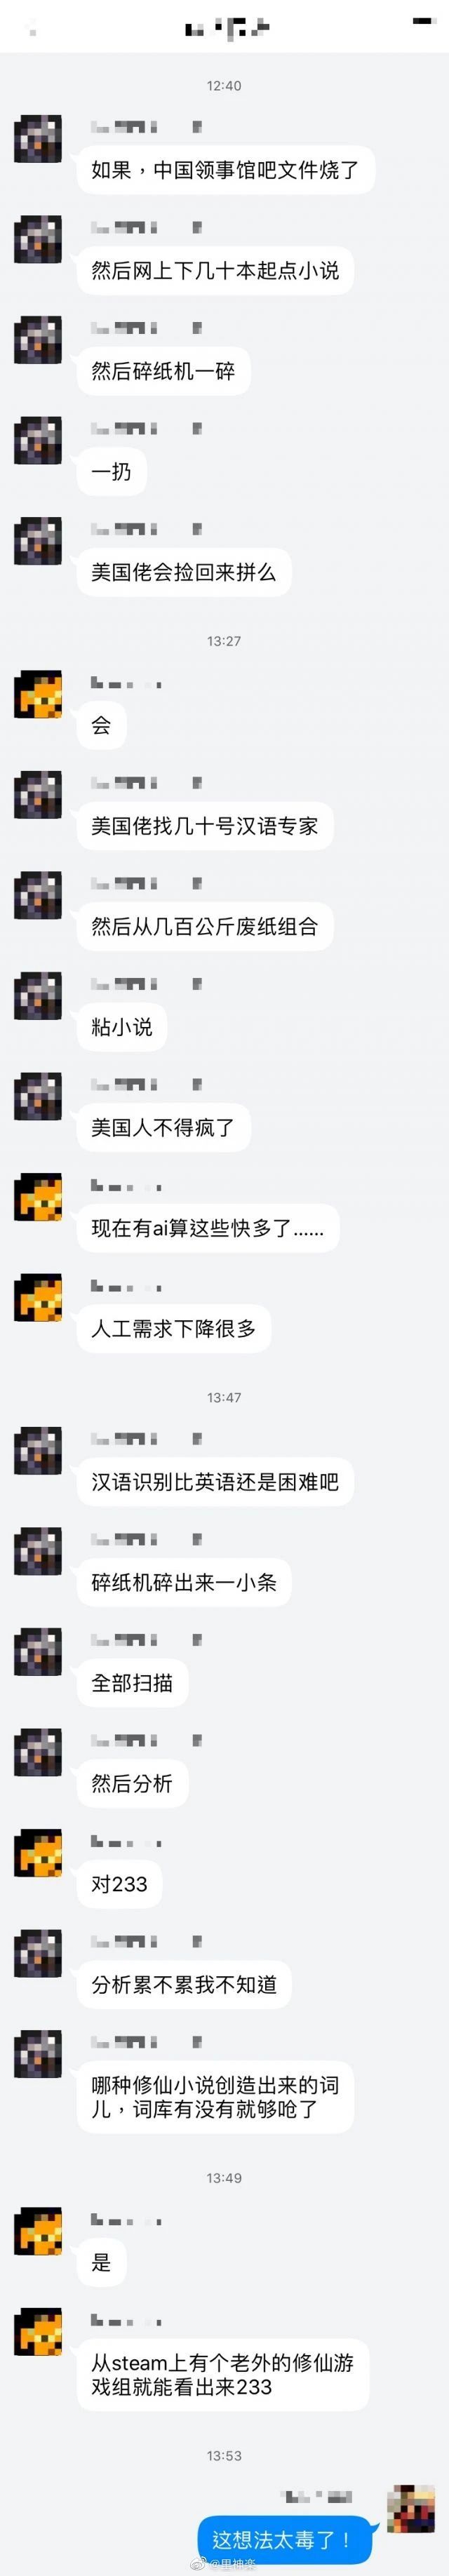 12:40
如果，中国领事馆吧文件烧了
然后网上下几十本起点小说
然后碎纸机一碎
一扔
美国佬会捡回来拼么
13:27
会
美国佬找几十号汉语专家
然后从几百公斤废纸组合
粘小说
美国人不得疯了
现在有ai算这些快多了……
人工需求下降很多
13:47
汉语识别比英语还是困难吧
碎纸机碎出来一小条
全部扫描
然后分析
对233
分析累不累我不知道
哪种修仙小说创造出来的词
儿，词库有没有就够呛了
13:49
是
从steam上有个老外的修仙游
戏组就能看出来233
13:53
这想法太毒了！
@里神楽